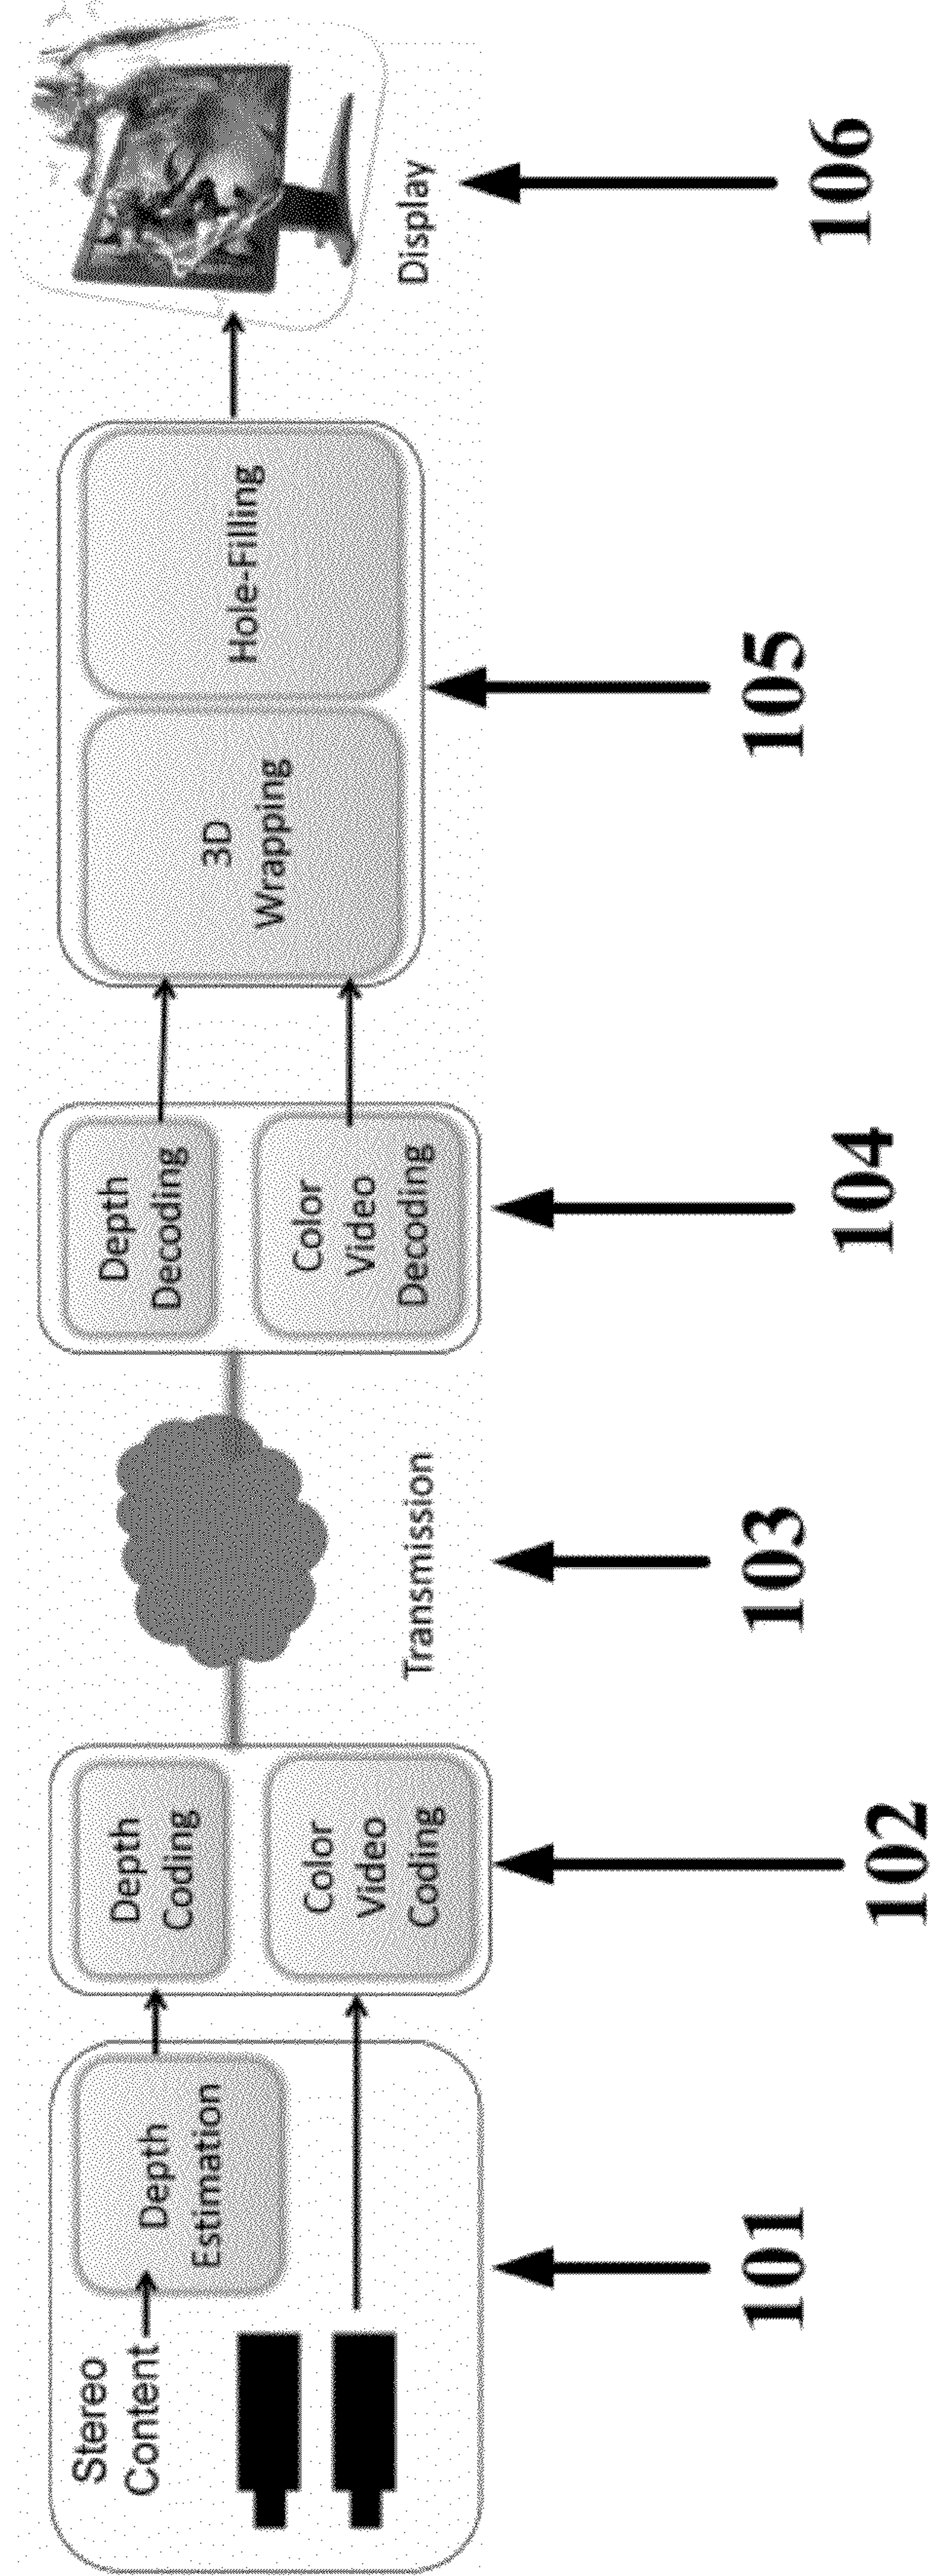 Stereo
Content
Depth
Estimation
Depth
Coding
Color
Video
Coding
Transmission
Depth
Decoding
Color
Video
Decoding
3D
Wrapping
Hole-Filling
Display
101
102
103
104
105
106